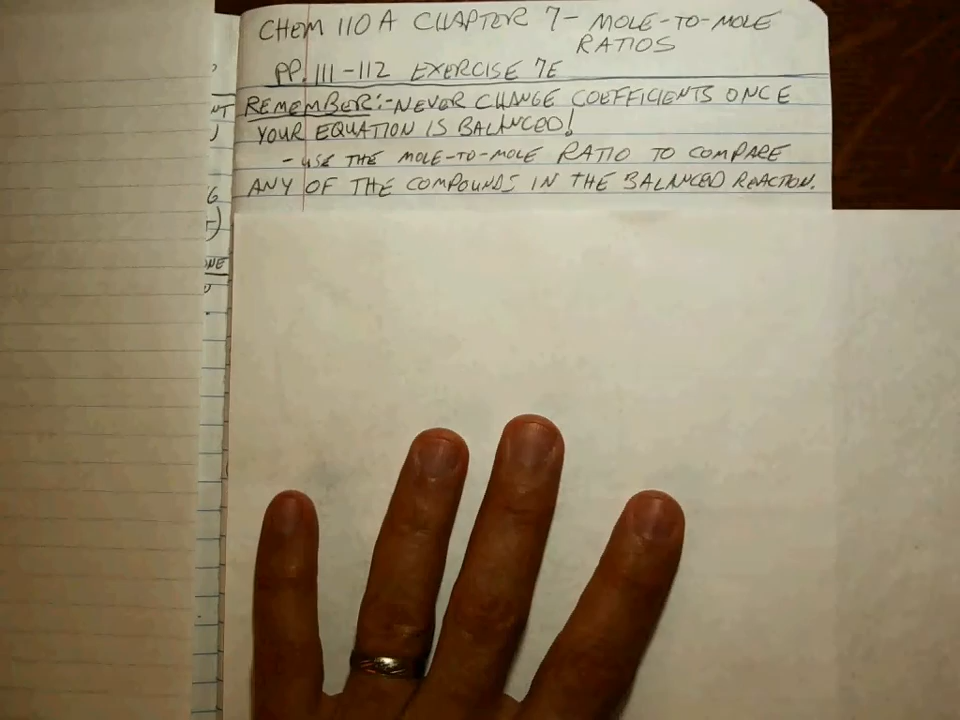 CHEM 110A CHAPTER 7- MOLE-TO-MOLE
RATIOS
PP. 111-112 EXERCISE 7E
REMEMBER:-NEVER CHANGE COEFFICIENTS ONCE
YOUR EQUATION IS BALANCED!
- USE THE MOLE-TO-MOLE RATIO TO COMPARE
ANY OF THE COMPOUNDS IN THE BALANCED REACTION.